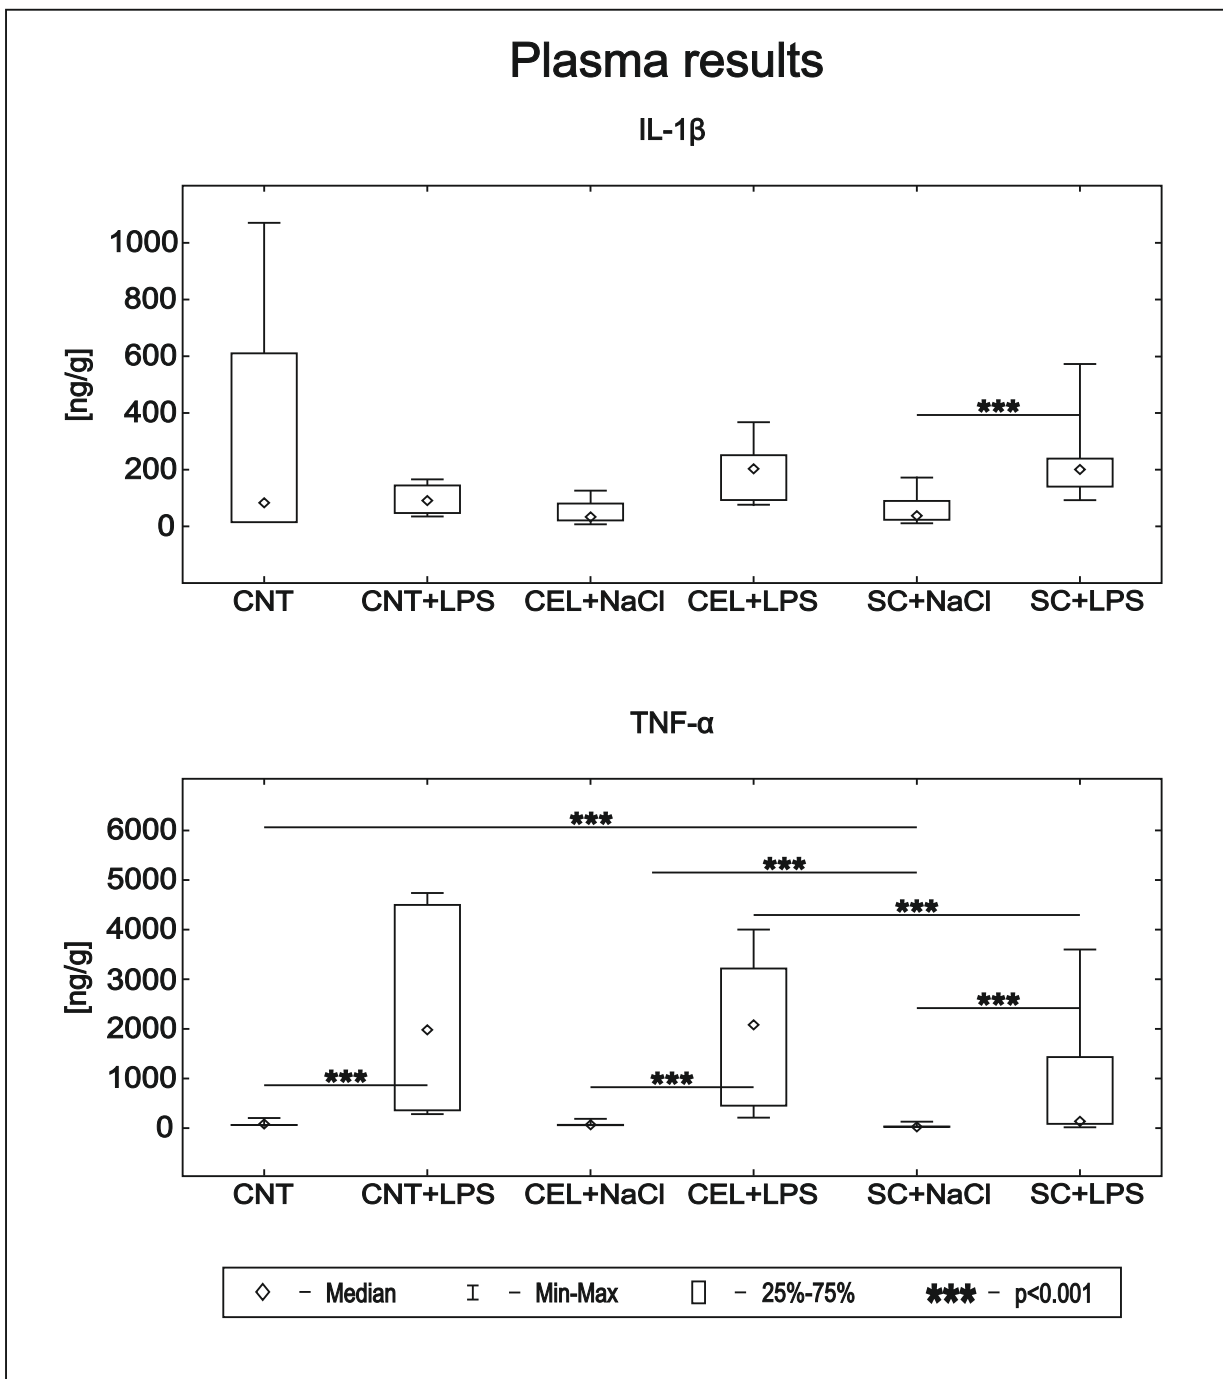 Plasma results
IL-1β
[ng/g]
1000
800
600
400
200
0
***
CNT CNT+LPS CEL+NaCl CEL+LPS SC+NaCl SC+LPS
TNF-α
[ng/g]
6000
5000
4000
3000
2000
1000
0
***
***
***
***
***
***
CNT CNT+LPS CEL+NaCl CEL+LPS SC+NaCl SC+LPS
– Median – Min-Max – 25%-75% *** – p<0.001